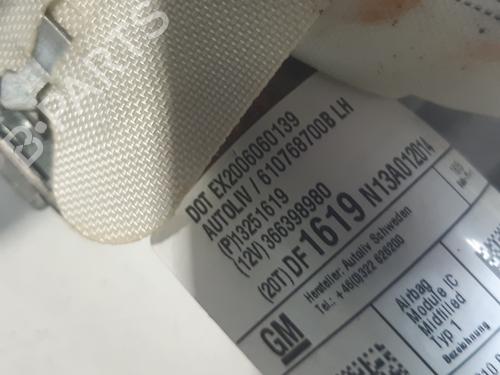 B.PARTS
DOT EX2006060139
AUTOLIV / 610768700B LH
(P)13251619
(12V)366398980
(20T)DF1619 N13A012014
Hersteller: Autoliv Schweden
Tel.: +46(0)322 626200
GM
Airbag
Module IC
Midfilled
Typ 1
Bezeichnung